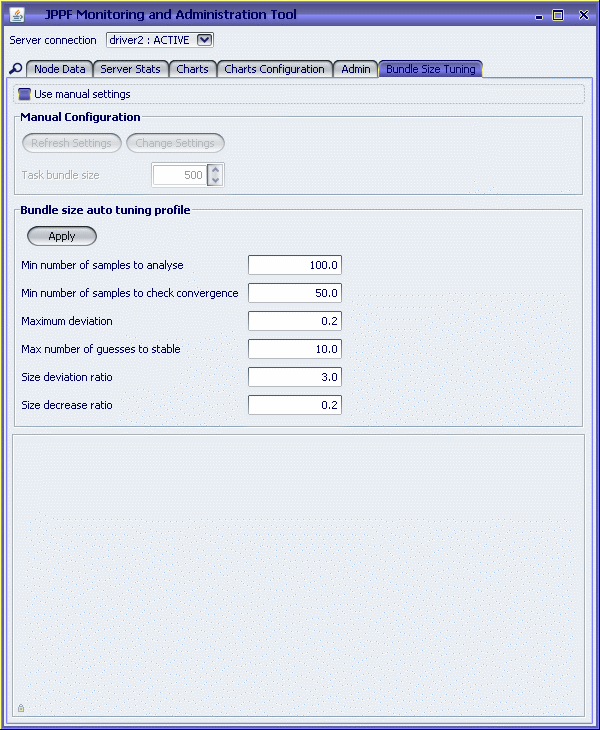 JPPF Monitoring and Administration Tool
Server connection driver2 : ACTIVE
Node Data Server Stats Charts Charts Configuration Admin Bundle Size Tuning
Use manual settings
Manual Configuration
Refresh Settings Change Settings
Task bundle size 500
Bundle size auto tuning profile
Apply
Min number of samples to analyse 100.0
Min number of samples to check convergence 50.0
Maximum deviation 0.2
Max number of guesses to stable 10.0
Size deviation ratio 3.0
Size decrease ratio 0.2